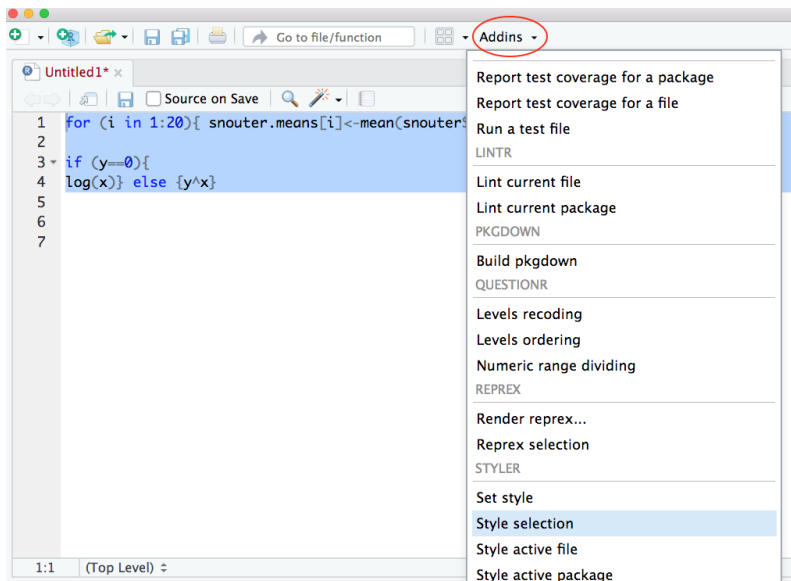 Go to file/function
Addins
Untitled1*
Source on Save
1 for (i in 1:20){ snouter.means[i]<-mean(snouter$
2
3 if (y==0){
4 log(x)} else {y^x}
5
6
7
1:1 (Top Level)
Report test coverage for a package
Report test coverage for a file
Run a test file
LINTR
Lint current file
Lint current package
PKGDOWN
Build pkgdown
QUESTIONR
Levels recoding
Levels ordering
Numeric range dividing
REPREX
Render reprex...
Reprex selection
STYLER
Set style
Style selection
Style active file
Style active package